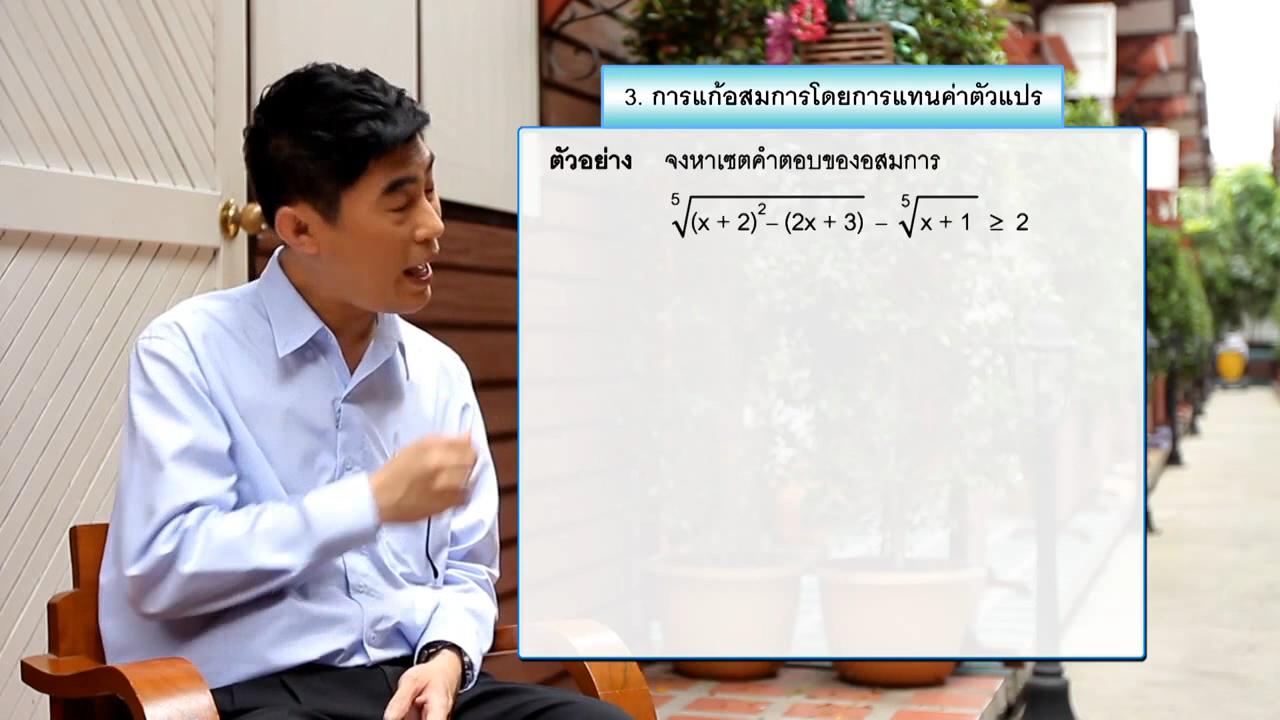 3. การแก้อสมการโดยการแทนค่าตัวแปร
ตัวอย่าง จงหาเซตคำตอบของอสมการ
⁵√((x + 2)² – (2x + 3)) – ⁵√(x + 1) ≥ 2